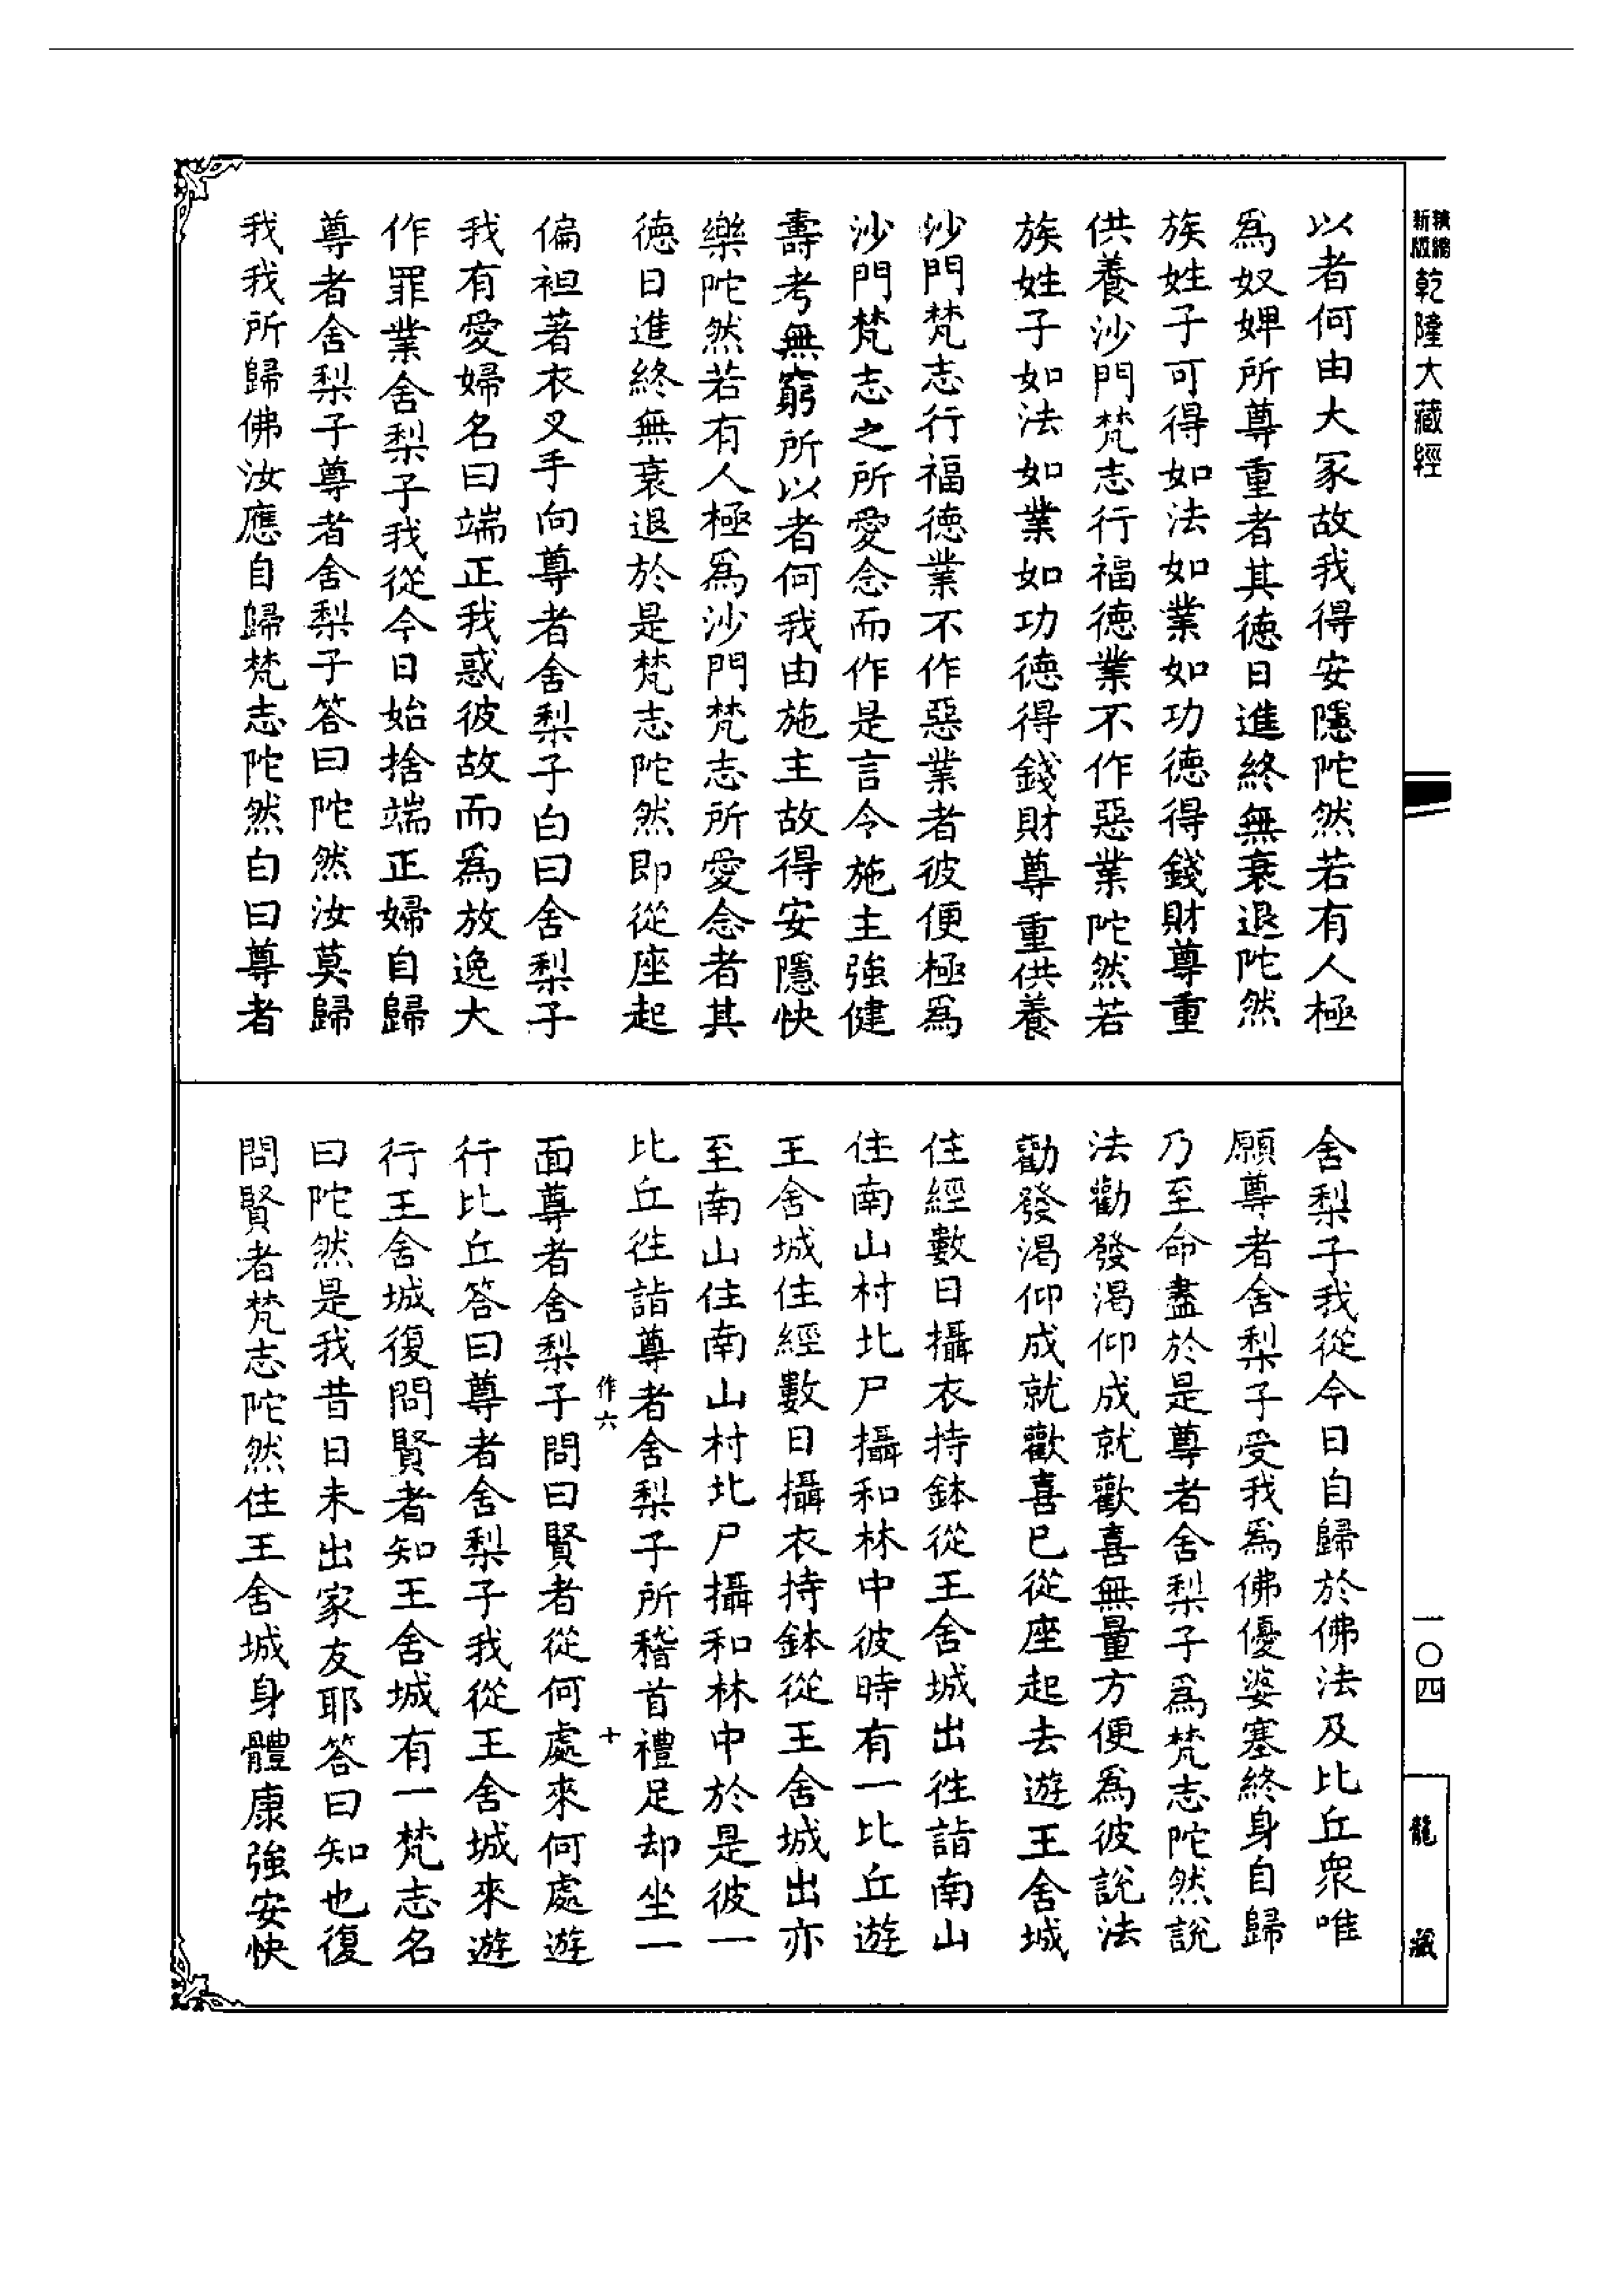 精縮新版乾隆大藏經
一〇四
龍藏
以者何由大冢故我得安隱陀然若有人極
爲奴婢所尊重者其德日進終無衰退陀然
族姓子可得如法如業如功德得錢財尊重
供養沙門梵志行福德業不作惡業陀然若
族姓子如法如業如功德得錢財尊重供養
沙門梵志行福德業不作惡業者彼便極爲
沙門梵志之所愛念而作是言令施主強健
壽考無窮所以者何我由施主故得安隱快
樂陀然若有人極爲沙門梵志所愛念者其
德日進終無衰退於是梵志陀然即從座起
偏袒著衣叉手向尊者舍梨子白曰舍梨子
我有愛婦名曰端正我惑彼故而爲放逸大
作罪業舍梨子我從今日始捨端正婦自歸
尊者舍梨子尊者舍梨子答曰陀然汝莫歸
我我所歸佛汝應自歸梵志陀然白曰尊者
舍梨子我從今日自歸於佛法及比丘衆唯
願尊者舍梨子受我爲佛優婆塞終身自歸
乃至命盡於是尊者舍梨子爲梵志陀然說
法勸發渴仰成就歡喜無量方便爲彼說法
勸發渴仰成就歡喜已從座起去遊王舍城
住經數日攝衣持鉢從王舍城出往詣南山
住南山村北尸攝和林中彼時有一比丘遊
王舍城住經數日攝衣持鉢從王舍城出亦
至南山住南山村北尸攝和林中於是彼一
比丘往詣尊者舍梨子所稽首禮足却坐一
作六 十
面尊者舍梨子問曰賢者從何處來何處遊
行比丘答曰尊者舍梨子我從王舍城來遊
行王舍城復問賢者知王舍城有一梵志名
曰陀然是我昔日未出家友耶答曰知也復
問賢者梵志陀然住王舍城身體康強安快